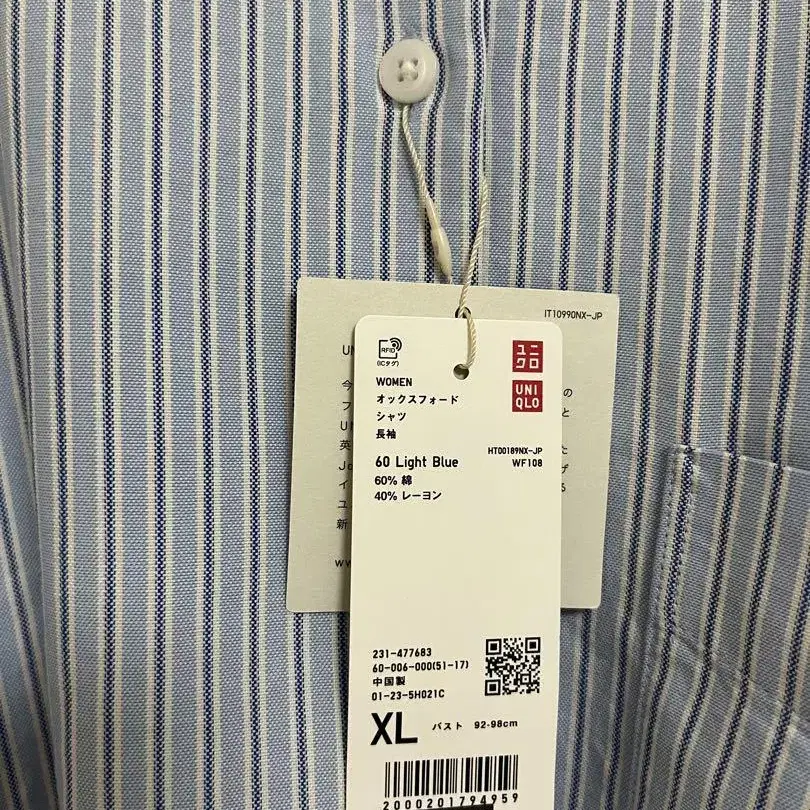 IT10990NX-JP
RFID
(ICタグ)
ユニ
クロ
UNI
QLO
WOMEN
オックスフォード
シャツ
長袖
HT00189NX-JP
60 Light Blue
WF108
60% 綿
40% レーヨン
231-477683
60-006-000(51-17)
中国製
01-23-5H021C
XL バスト 92-98cm
2000201794959